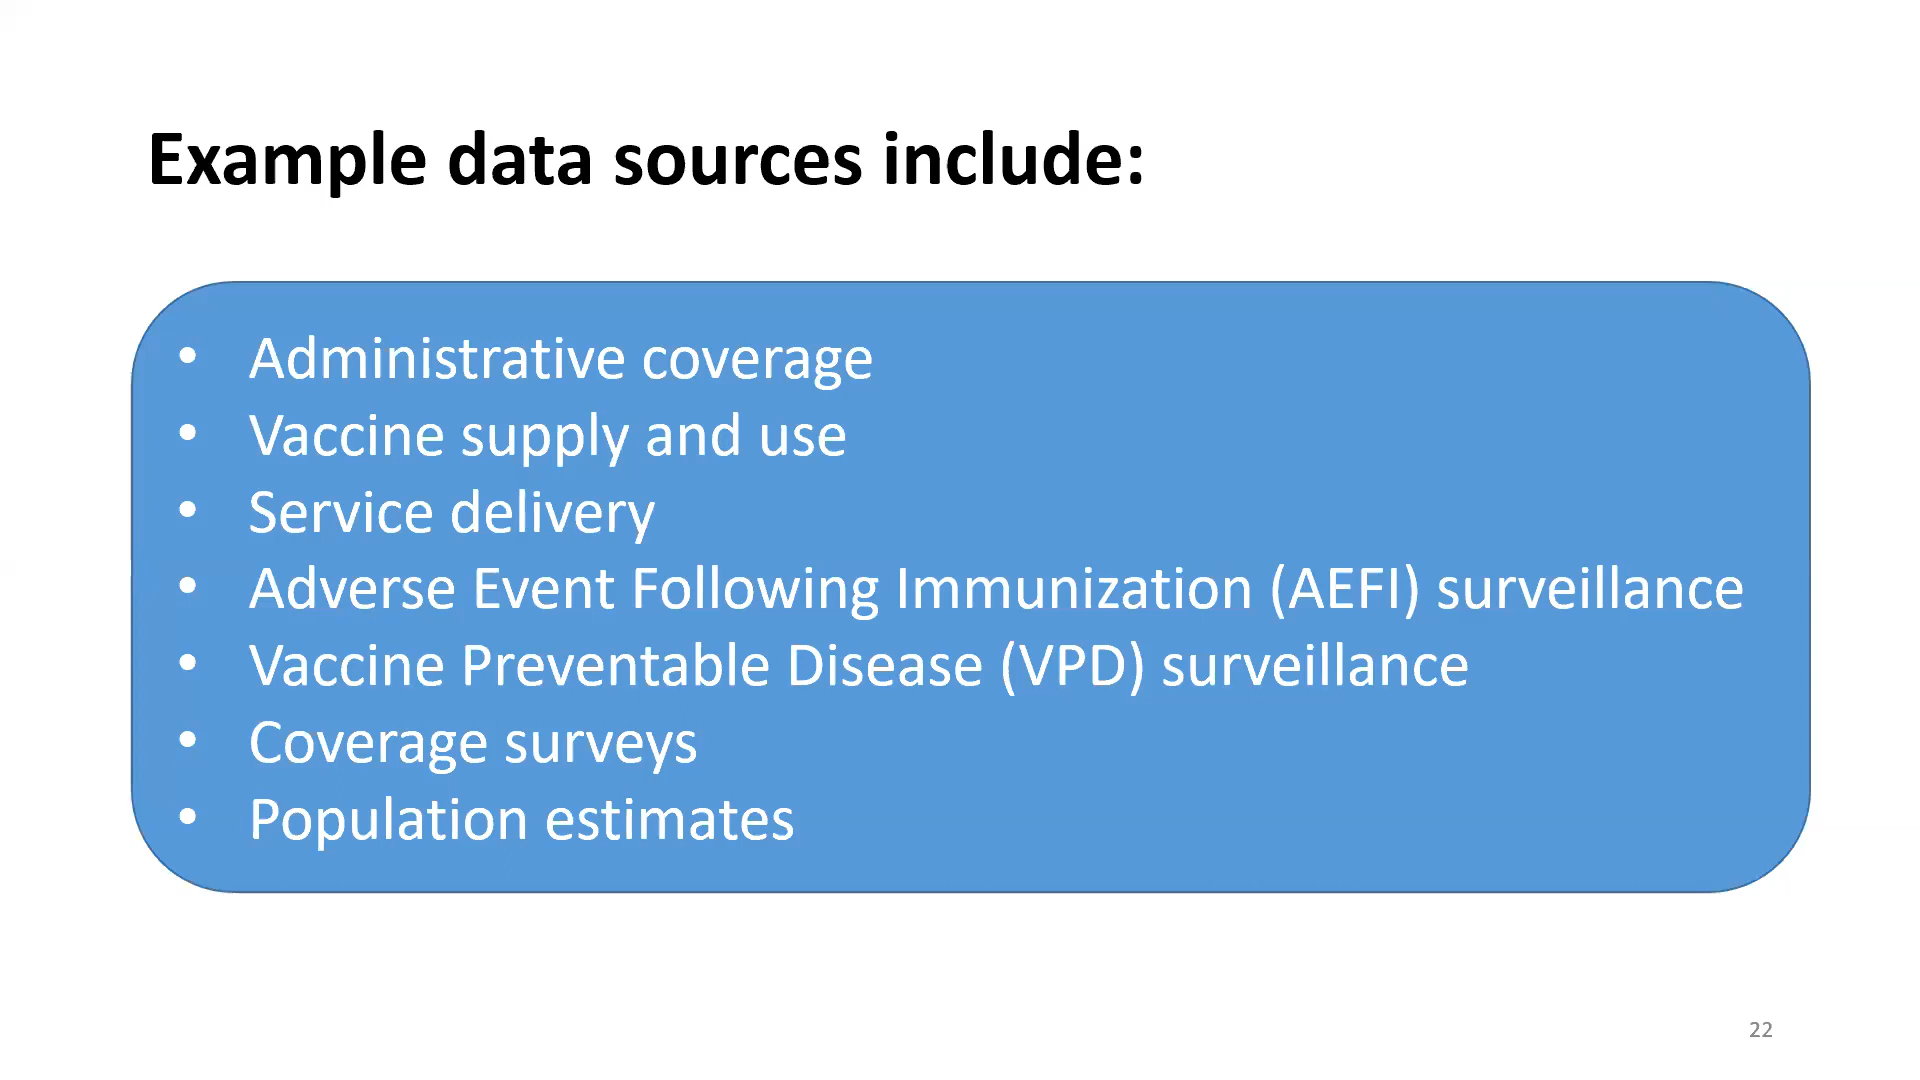 Example data sources include:
• Administrative coverage
• Vaccine supply and use
• Service delivery
• Adverse Event Following Immunization (AEFI) surveillance
• Vaccine Preventable Disease (VPD) surveillance
• Coverage surveys
• Population estimates
22